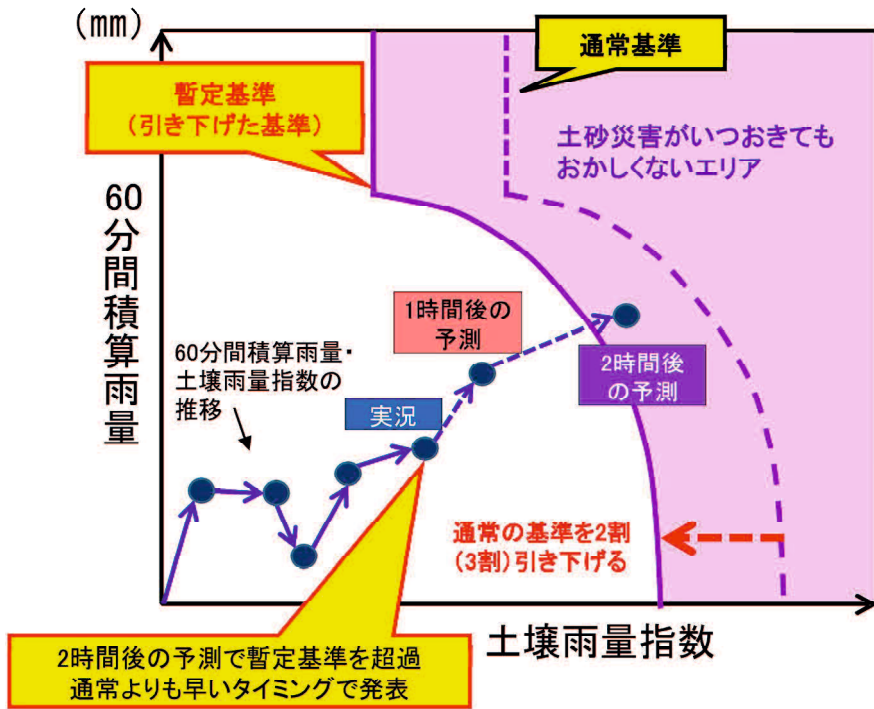 (mm)
通常基準
暫定基準
(引き下げた基準)
土砂災害がいつおきても
おかしくないエリア
60分間積算雨量
1時間後の
予測
60分間積算雨量・
土壌雨量指数の
推移
2時間後
の予測
実況
通常の基準を2割
(3割)引き下げる
土壌雨量指数
2時間後の予測で暫定基準を超過
通常よりも早いタイミングで発表